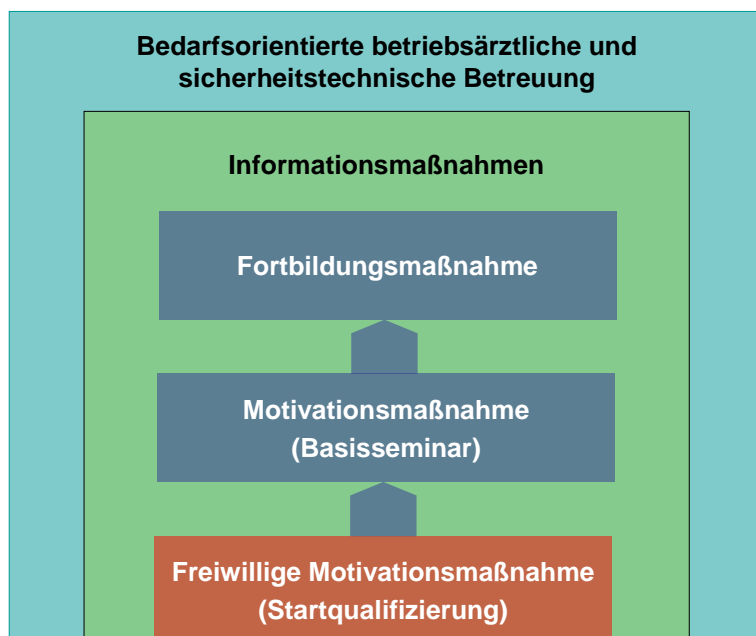 Bedarfsorientierte betriebsärztliche und
sicherheitstechnische Betreuung
Informationsmaßnahmen
Fortbildungsmaßnahme
Motivationsmaßnahme
(Basisseminar)
Freiwillige Motivationsmaßnahme
(Startqualifizierung)